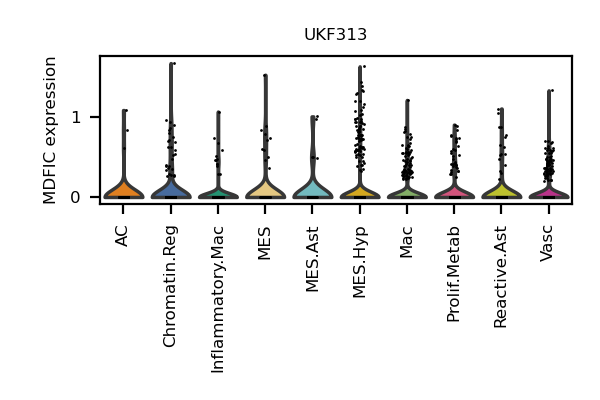 UKF313
MDFIC expression
1
0
AC
Chromatin.Reg
Inflammatory.Mac
MES
MES.Ast
MES.Hyp
Mac
Prolif.Metab
Reactive.Ast
Vasc